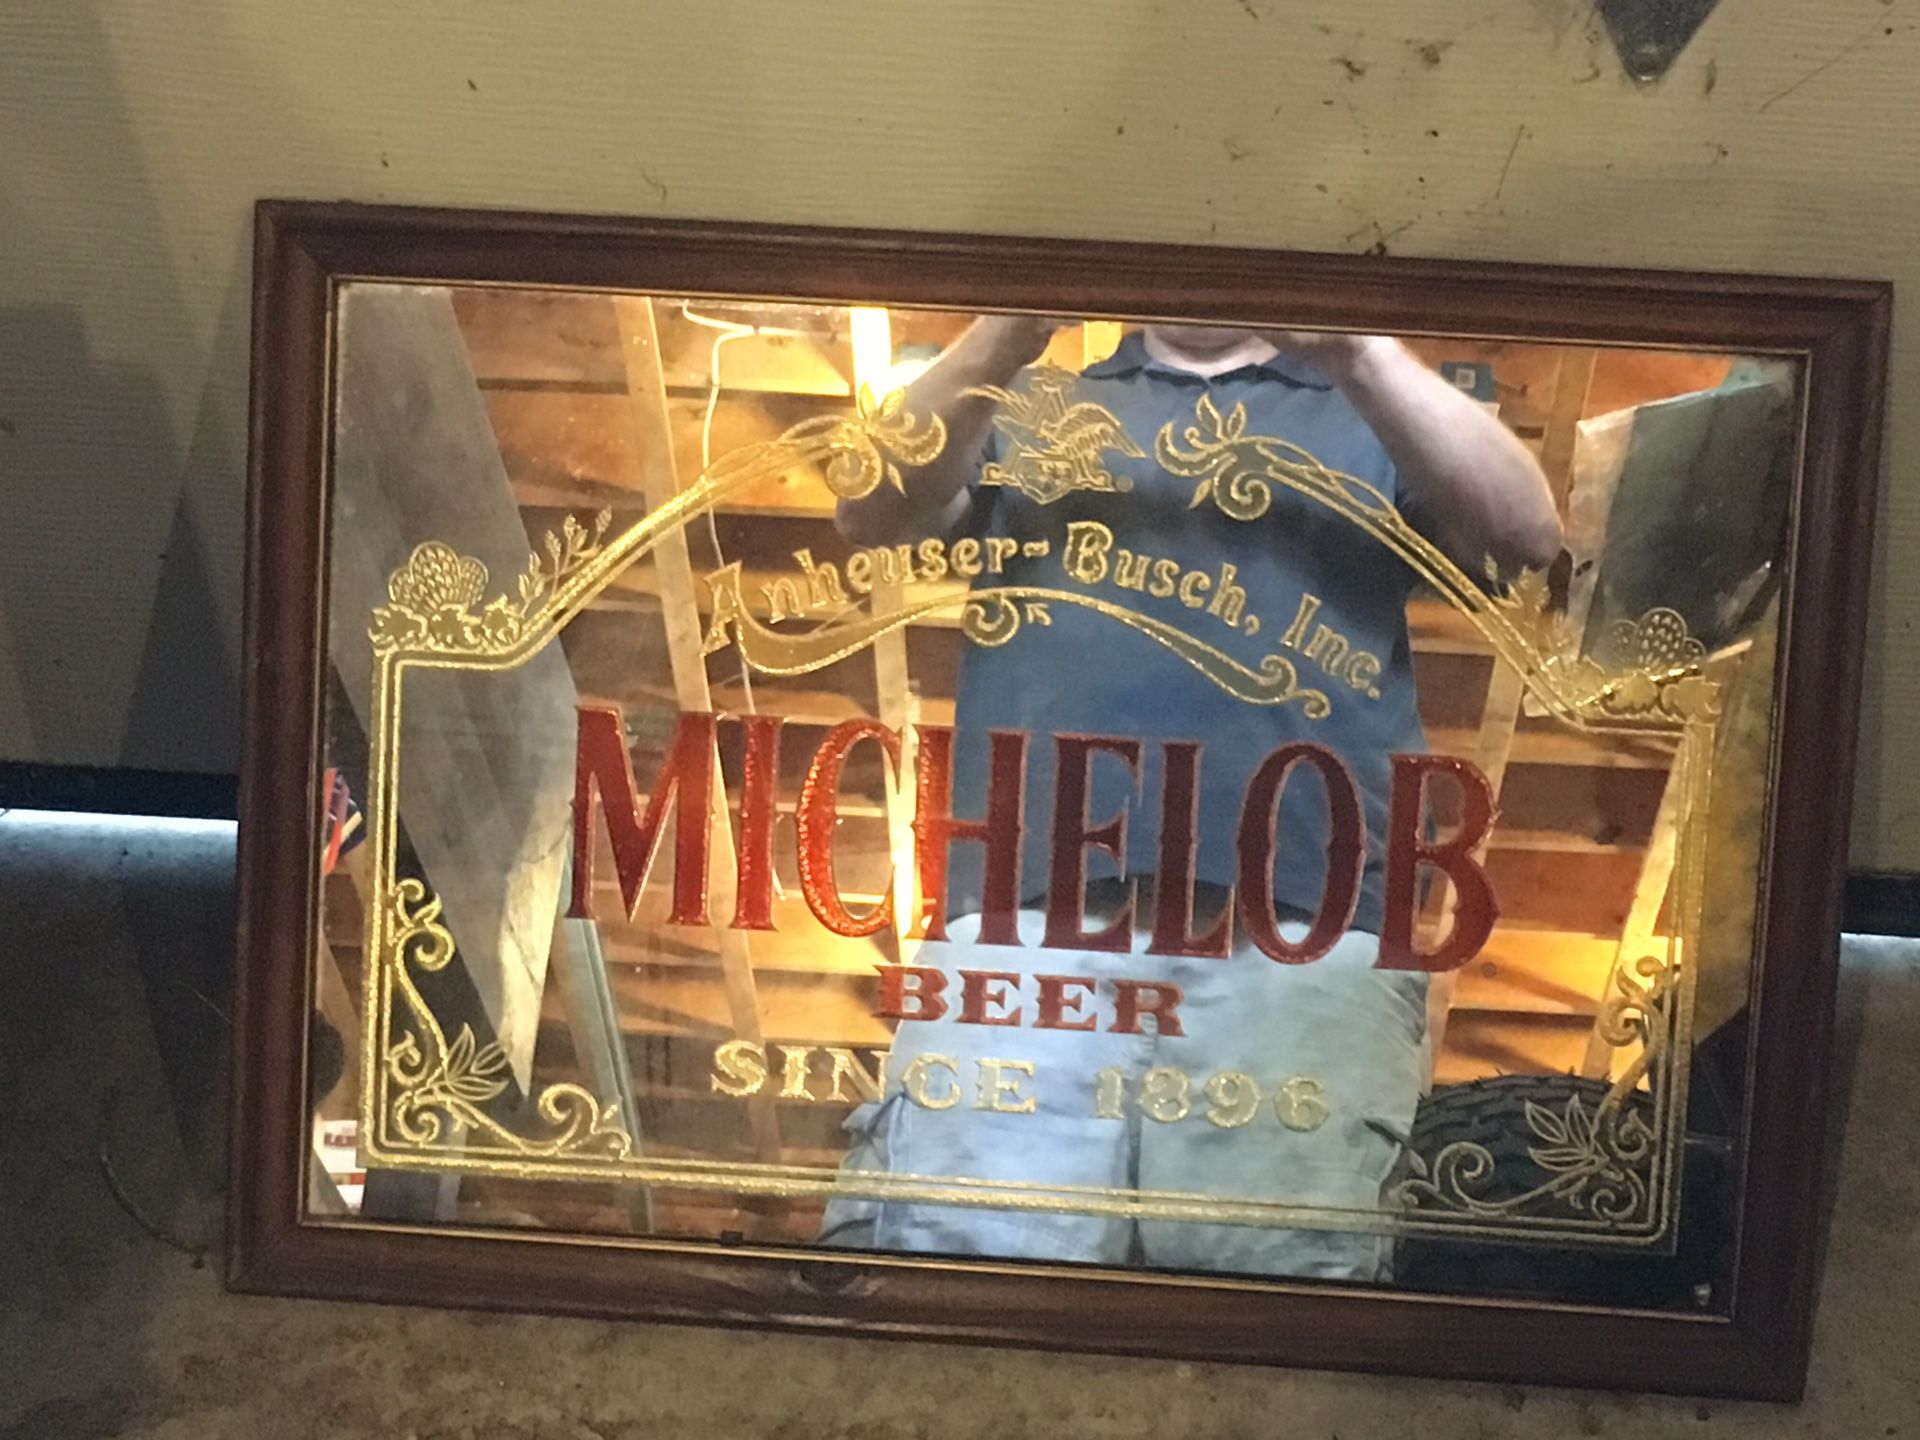 Anheuser-Busch, Inc.
MICHELOB
BEER
SINCE 1896